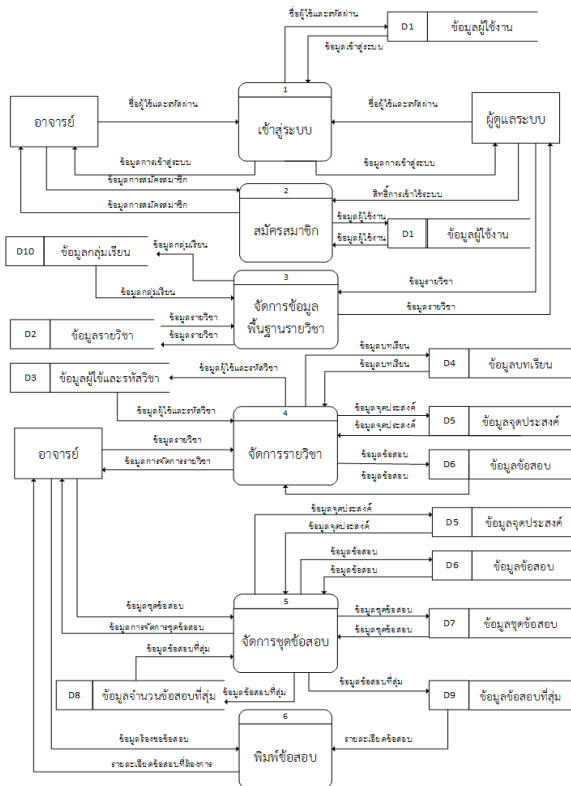 ชื่อผู้ใช้และรหัสผ่าน
D1 ข้อมูลผู้ใช้งาน
ข้อมูลเข้าสู่ระบบ
1
อาจารย์
ชื่อผู้ใช้และรหัสผ่าน
เข้าสู่ระบบ
ชื่อผู้ใช้และรหัสผ่าน
ผู้ดูแลระบบ
ข้อมูลการเข้าสู่ระบบ
ข้อมูลการเข้าสู่ระบบ
ข้อมูลการสมัครสมาชิก
2
สิทธิ์การเข้าใช้ระบบ
ข้อมูลการสมัครสมาชิก
สมัครสมาชิก
ข้อมูลผู้ใช้งาน
ข้อมูลผู้ใช้งาน
D1 ข้อมูลผู้ใช้งาน
D10 ข้อมูลกลุ่มเรียน
ข้อมูลกลุ่มเรียน
3
ข้อมูลกลุ่มเรียน
จัดการข้อมูล
พื้นฐานรายวิชา
ข้อมูรายวิชา
ข้อมูลรายวิชา
D2 ข้อมูลรายวิชา
ข้อมูลรายวิชา
ข้อมูลรายวิชา
D3 ข้อมูลผู้ใช้และรหัสวิชา
ข้อมูลผู้ใช้และรหัสวิชา
ข้อมูลบทเรียน
ข้อมูลบทเรียน
D4 ข้อมูลบทเรียน
ข้อมูลผู้ใช้และรหัสวิชา
4
ข้อมูลจุดประสงค์
ข้อมูลจุดประสงค์
D5 ข้อมูลจุดประสงค์
อาจารย์
ข้อมูลรายวิชา
จัดการรายวิชา
ข้อมูลการจัดการรายวิชา
ข้อมูลข้อสอบ
ข้อมูลข้อสอบ
D6 ข้อมูลข้อสอบ
ข้อมูลจุดประสงค์
ข้อมูลจุดประสงค์
D5 ข้อมูลจุดประสงค์
ข้อมูลข้อสอบ
ข้อมูลข้อสอบ
D6 ข้อมูลข้อสอบ
5
ข้อมูลชุดข้อสอบ
ข้อมูลการจัดการชุดข้อสอบ
จัดการชุดข้อสอบ
ข้อมูลชุดข้อสอบ
ข้อมูลชุดข้อสอบ
D7 ข้อมูลชุดข้อสอบ
ข้อมูลข้อสอบที่สุ่ม
D8 ข้อมูลจำนวนข้อสอบที่สุ่ม
ข้อมูลข้อสอบที่สุ่ม
ข้อมูลข้อสอบที่สุ่ม
D9 ข้อมูลข้อสอบที่สุ่ม
6
ข้อมูลร้องขอข้อสอบ
พิมพ์ข้อสอบ
รายละเอียดข้อสอบ
รายละเอียดข้อสอบที่ต้องการ